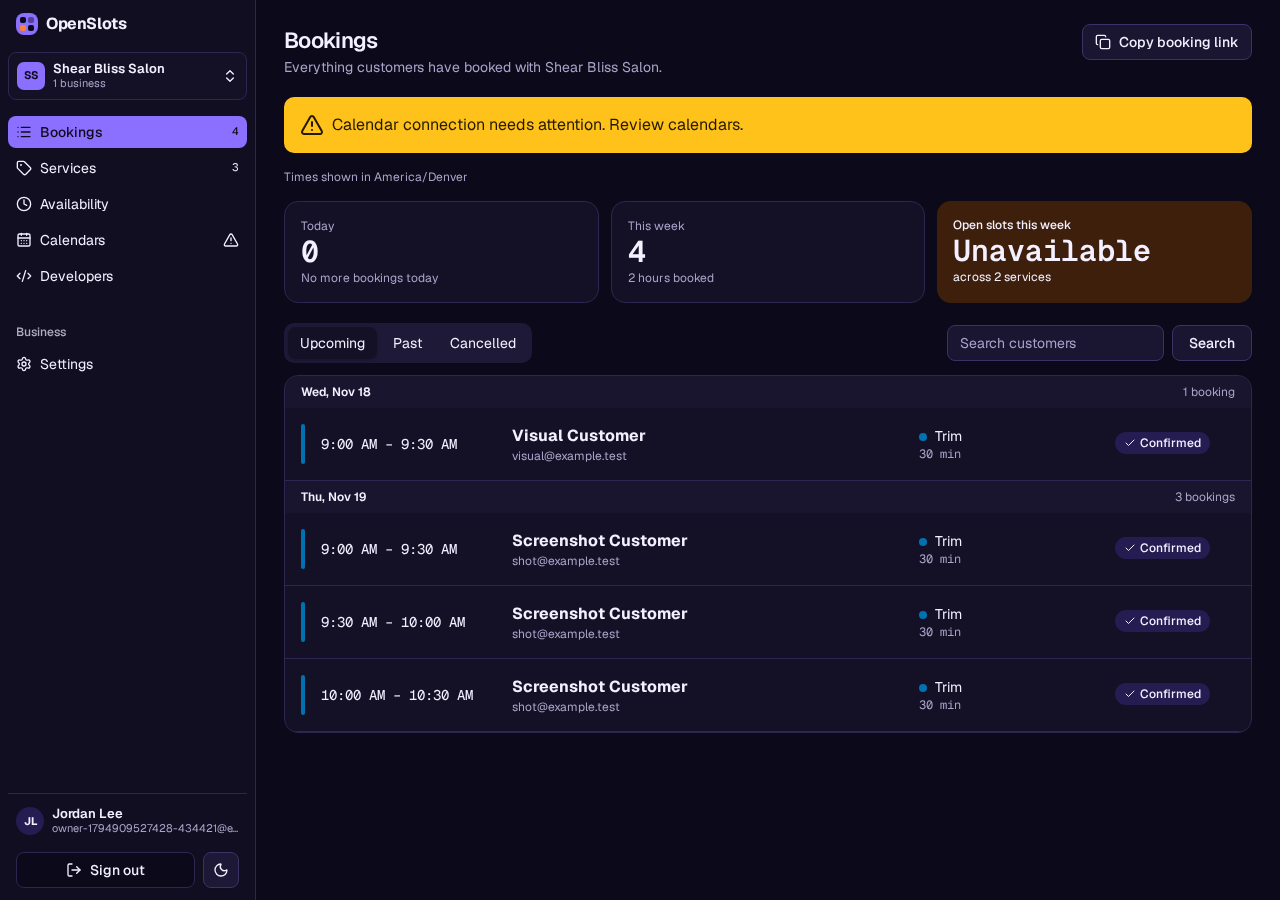 OpenSlots
SS
Shear Bliss Salon
1 business
Bookings 4
Services 3
Availability
Calendars
Developers
Business
Settings
JL
Jordan Lee
owner-1794909527428-434421@e…
Sign out
Bookings
Everything customers have booked with Shear Bliss Salon.
Copy booking link
Calendar connection needs attention. Review calendars.
Times shown in America/Denver
Today
0
No more bookings today
This week
4
2 hours booked
Open slots this week
Unavailable
across 2 services
Upcoming Past Cancelled
Search customers Search
Wed, Nov 18 1 booking
9:00 AM – 9:30 AM
Visual Customer
visual@example.test
Trim
30 min
Confirmed
Thu, Nov 19 3 bookings
9:00 AM – 9:30 AM
Screenshot Customer
shot@example.test
Trim
30 min
Confirmed
9:30 AM – 10:00 AM
Screenshot Customer
shot@example.test
Trim
30 min
Confirmed
10:00 AM – 10:30 AM
Screenshot Customer
shot@example.test
Trim
30 min
Confirmed